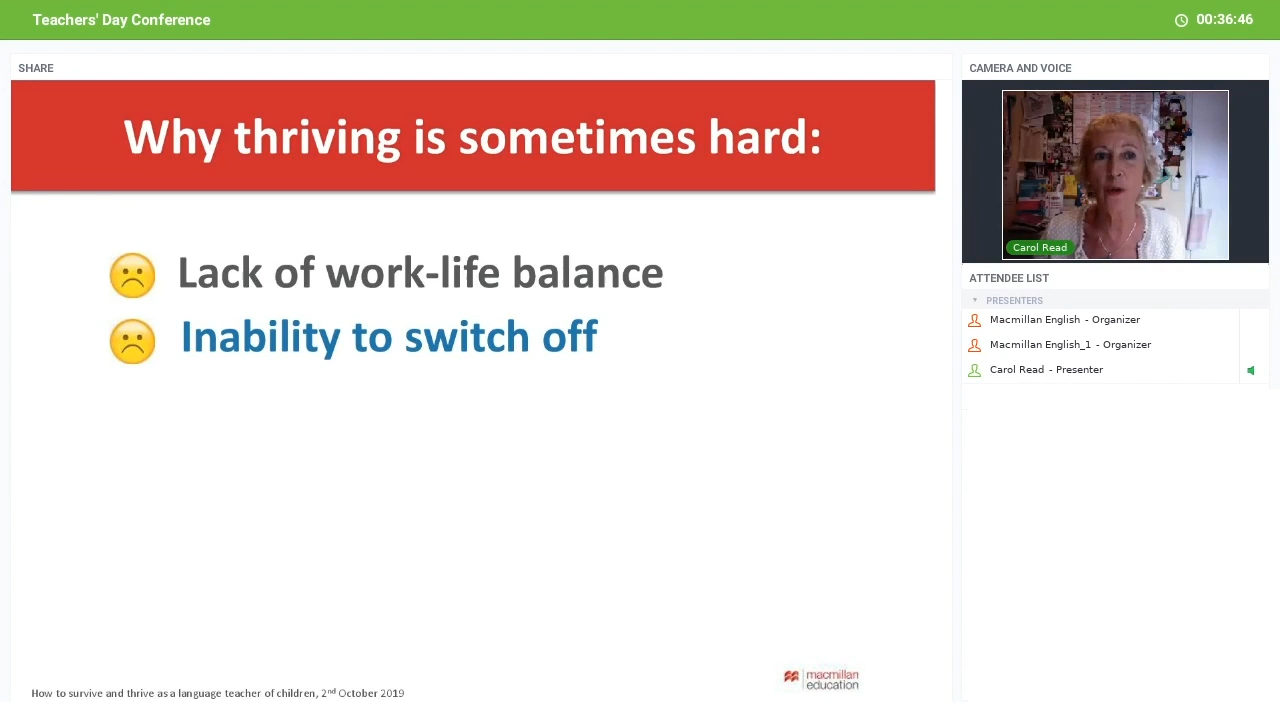 Teachers' Day Conference
00:36:46
SHARE
Why thriving is sometimes hard:
Lack of work-life balance
Inability to switch off
How to survive and thrive as a language teacher of children, 2nd October 2019
macmillan
education
CAMERA AND VOICE
Carol Read
ATTENDEE LIST
PRESENTERS
Macmillan English - Organizer
Macmillan English_1 - Organizer
Carol Read - Presenter